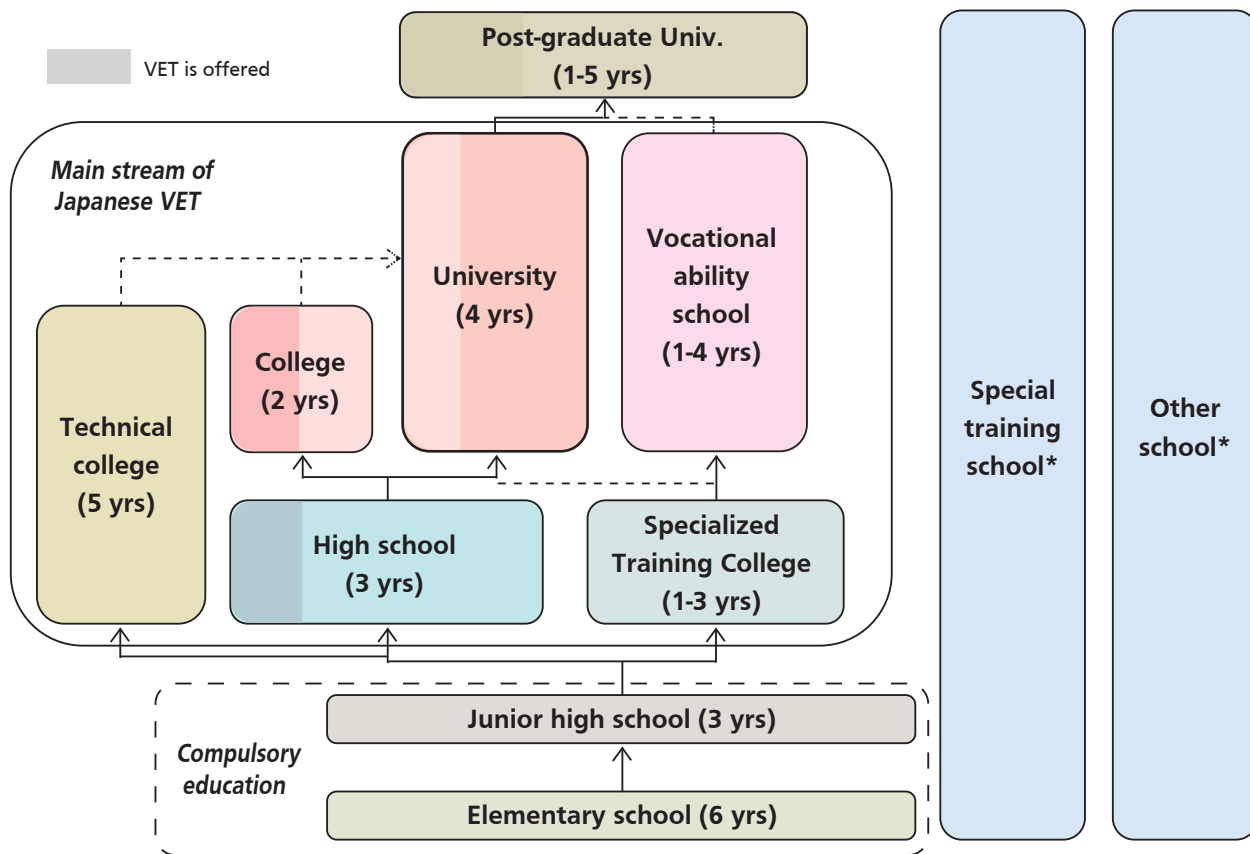 Post-graduate Univ.
(1-5 yrs)
VET is offered
Main stream of
Japanese VET
University
(4 yrs)
Vocational
ability
school
(1-4 yrs)
College
(2 yrs)
Technical
college
(5 yrs)
High school
(3 yrs)
Specialized
Training College
(1-3 yrs)
Special
training
school*
Other
school*
Junior high school (3 yrs)
Compulsory
education
Elementary school (6 yrs)